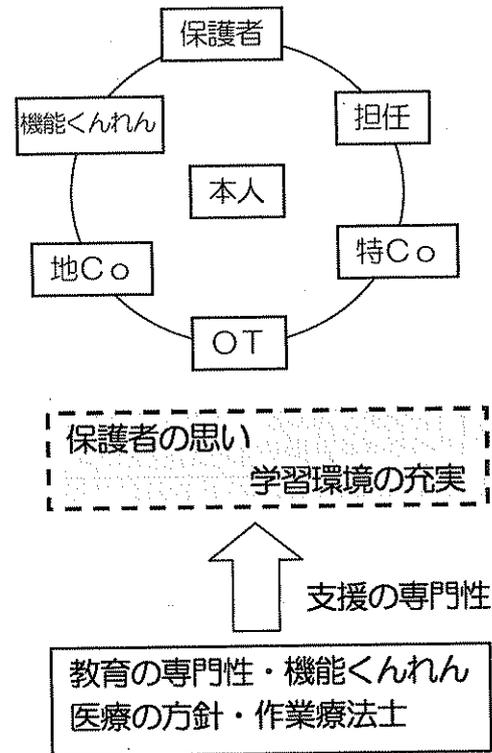 保護者
機能くんれん
担任
本人
地Ｃｏ
特Ｃｏ
ＯＴ
保護者の思い
学習環境の充実
支援の専門性
教育の専門性・機能くんれん
医療の方針・作業療法士